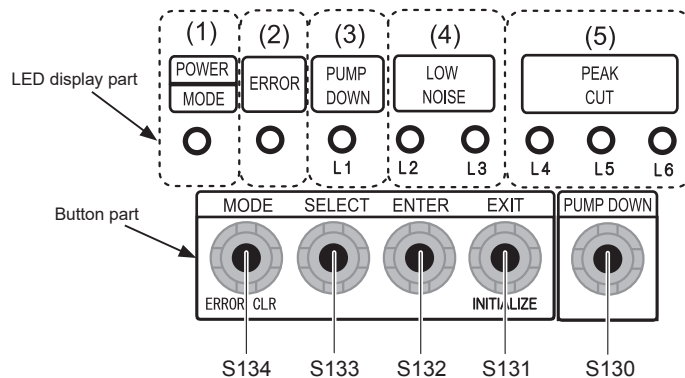 (1) (2) (3) (4) (5)
POWER
MODE
ERROR
PUMP
DOWN
LOW
NOISE
PEAK
CUT
LED display part
L1 L2 L3 L4 L5 L6
Button part
MODE SELECT ENTER EXIT PUMP DOWN
ERROR CLR INITIALIZE
S134 S133 S132 S131 S130